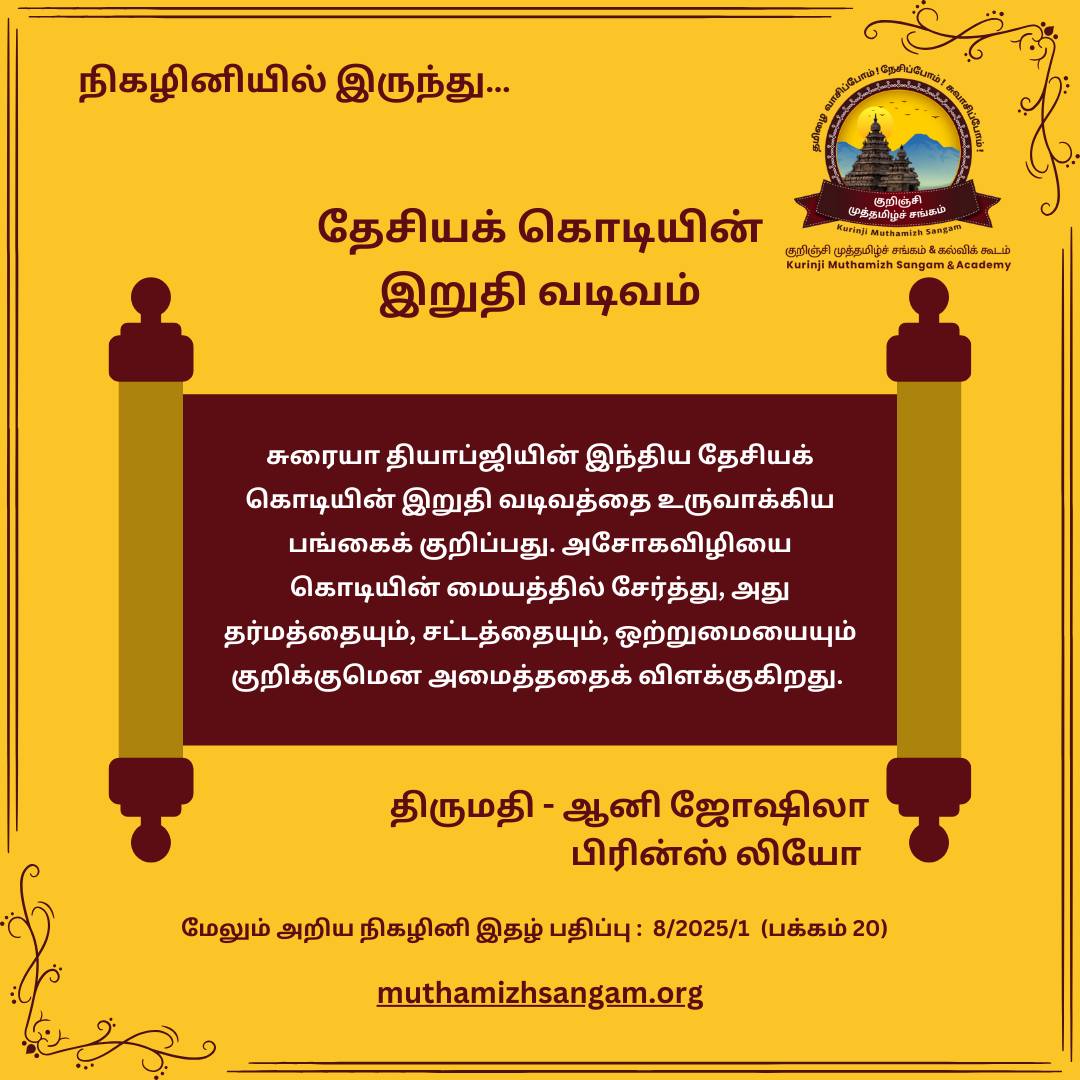 நிகழினியில் இருந்து...
தமிழை வாசிப்போம் ! நேசிப்போம் ! சுவாசிப்போம் !
குறிஞ்சி
முத்தமிழ்ச் சங்கம்
Kurinji Muthamizh Sangam
குறிஞ்சி முத்தமிழ்ச் சங்கம் & கல்விக் கூடம்
Kurinji Muthamizh Sangam & Academy
தேசியக் கொடியின்
இறுதி வடிவம்
சுரையா தியாப்ஜியின் இந்திய தேசியக்
கொடியின் இறுதி வடிவத்தை உருவாக்கிய
பங்கைக் குறிப்பது. அசோகவிழியை
கொடியின் மையத்தில் சேர்த்து, அது
தர்மத்தையும், சட்டத்தையும், ஒற்றுமையையும்
குறிக்குமென அமைத்ததைக் விளக்குகிறது.
திருமதி - ஆனி ஜோஷிலா
பிரின்ஸ் லியோ
மேலும் அறிய நிகழினி இதழ் பதிப்பு : 8/2025/1 (பக்கம் 20)
muthamizhsangam.org